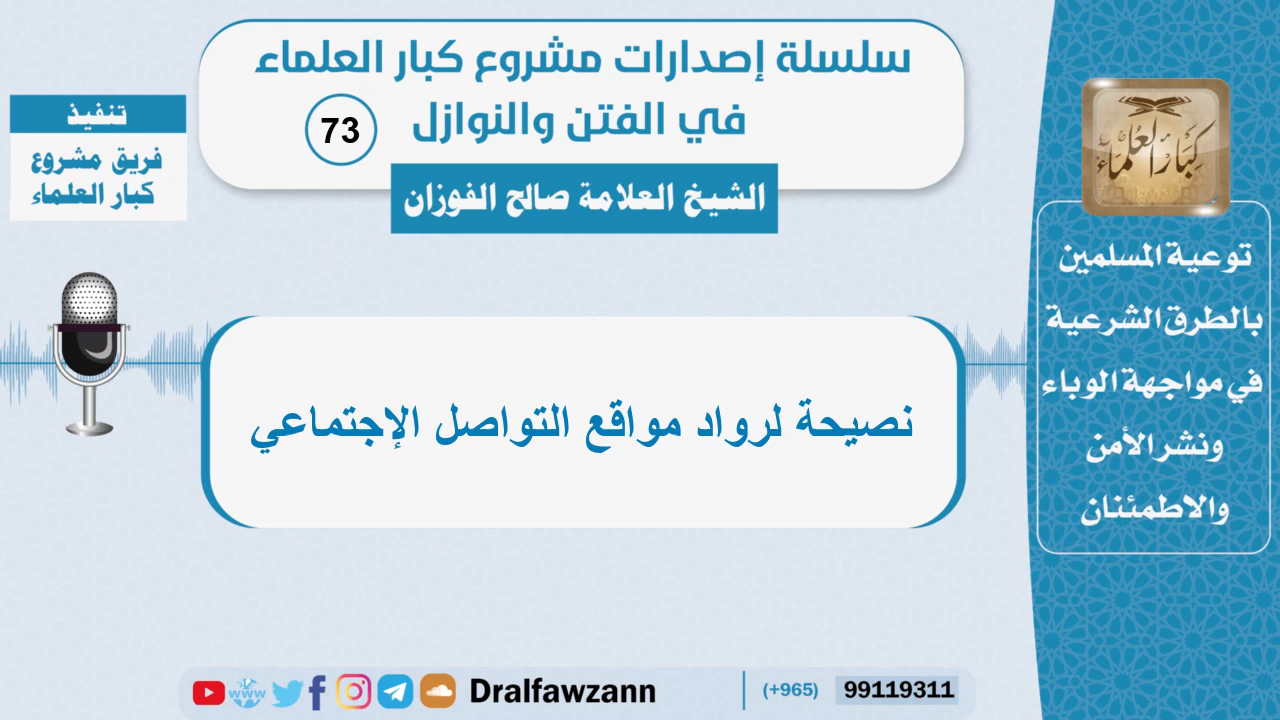 سلسلة إصدارات مشروع كبار العلماء
في الفتن والنوازل 73
الشيخ العلامة صالح الفوزان
تنفيذ
فريق مشروع
كبار العلماء
كبار العلماء
توعية المسلمين
بالطرق الشرعية
في مواجهة الوباء
ونشر الأمن
والاطمئنان
نصيحة لرواد مواقع التواصل الإجتماعي
www Dralfawzann (+965) 99119311